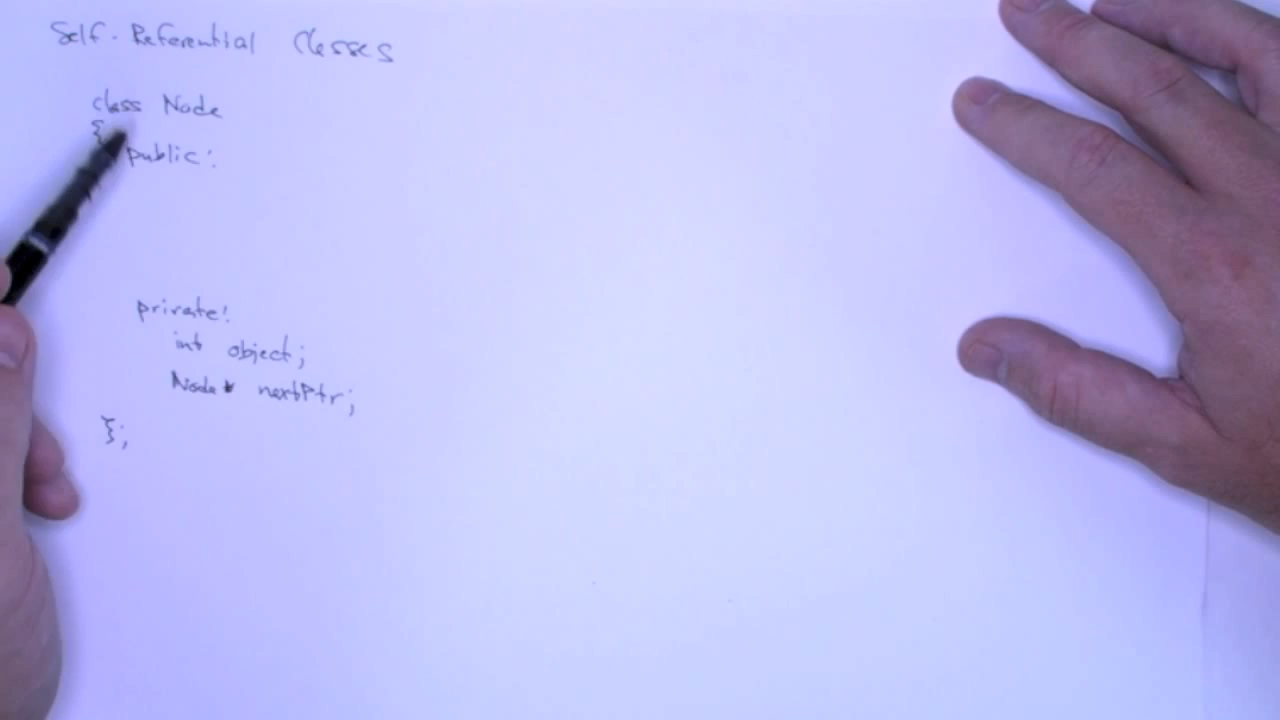 Self-Referential Classes
class Node
{
public:
private:
int object;
Node* nextPtr;
};